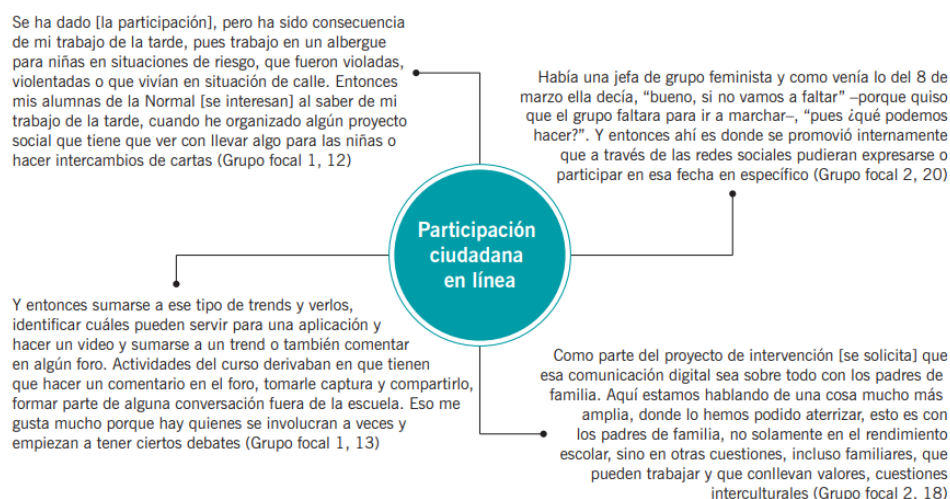 Se ha dado [la participación], pero ha sido consecuencia
de mi trabajo de la tarde, pues trabajo en un albergue
para niñas en situaciones de riesgo, que fueron violadas,
violentadas o que vivían en situación de calle. Entonces
mis alumnas de la Normal [se interesan] al saber de mi
trabajo de la tarde, cuando he organizado algún proyecto
social que tiene que ver con llevar algo para las niñas o
hacer intercambios de cartas (Grupo focal 1, 12)
Había una jefa de grupo feminista y como venía lo del 8 de
marzo ella decía, “bueno, si no vamos a faltar” –porque quiso
que el grupo faltara para ir a marchar–, “pues ¿qué podemos
hacer?”. Y entonces ahí es donde se promovió internamente
que a través de las redes sociales pudieran expresarse o
participar en esa fecha en específico (Grupo focal 2, 20)
Participación
ciudadana
en línea
Y entonces sumarse a ese tipo de trends y verlos,
identificar cuáles pueden servir para una aplicación y
hacer un video y sumarse a un trend o también comentar
en algún foro. Actividades del curso derivaban en que tienen
que hacer un comentario en el foro, tomarle captura y compartirlo,
formar parte de alguna conversación fuera de la escuela. Eso me
gusta mucho porque hay quienes se involucran a veces y
empiezan a tener ciertos debates (Grupo focal 1, 13)
Como parte del proyecto de intervención [se solicita] que
esa comunicación digital sea sobre todo con los padres de
familia. Aquí estamos hablando de una cosa mucho más
amplia, donde lo hemos podido aterrizar, esto es con
los padres de familia, no solamente en el rendimiento
escolar, sino en otras cuestiones, incluso familiares, que
pueden trabajar y que conllevan valores, cuestiones
interculturales (Grupo focal 2, 18)